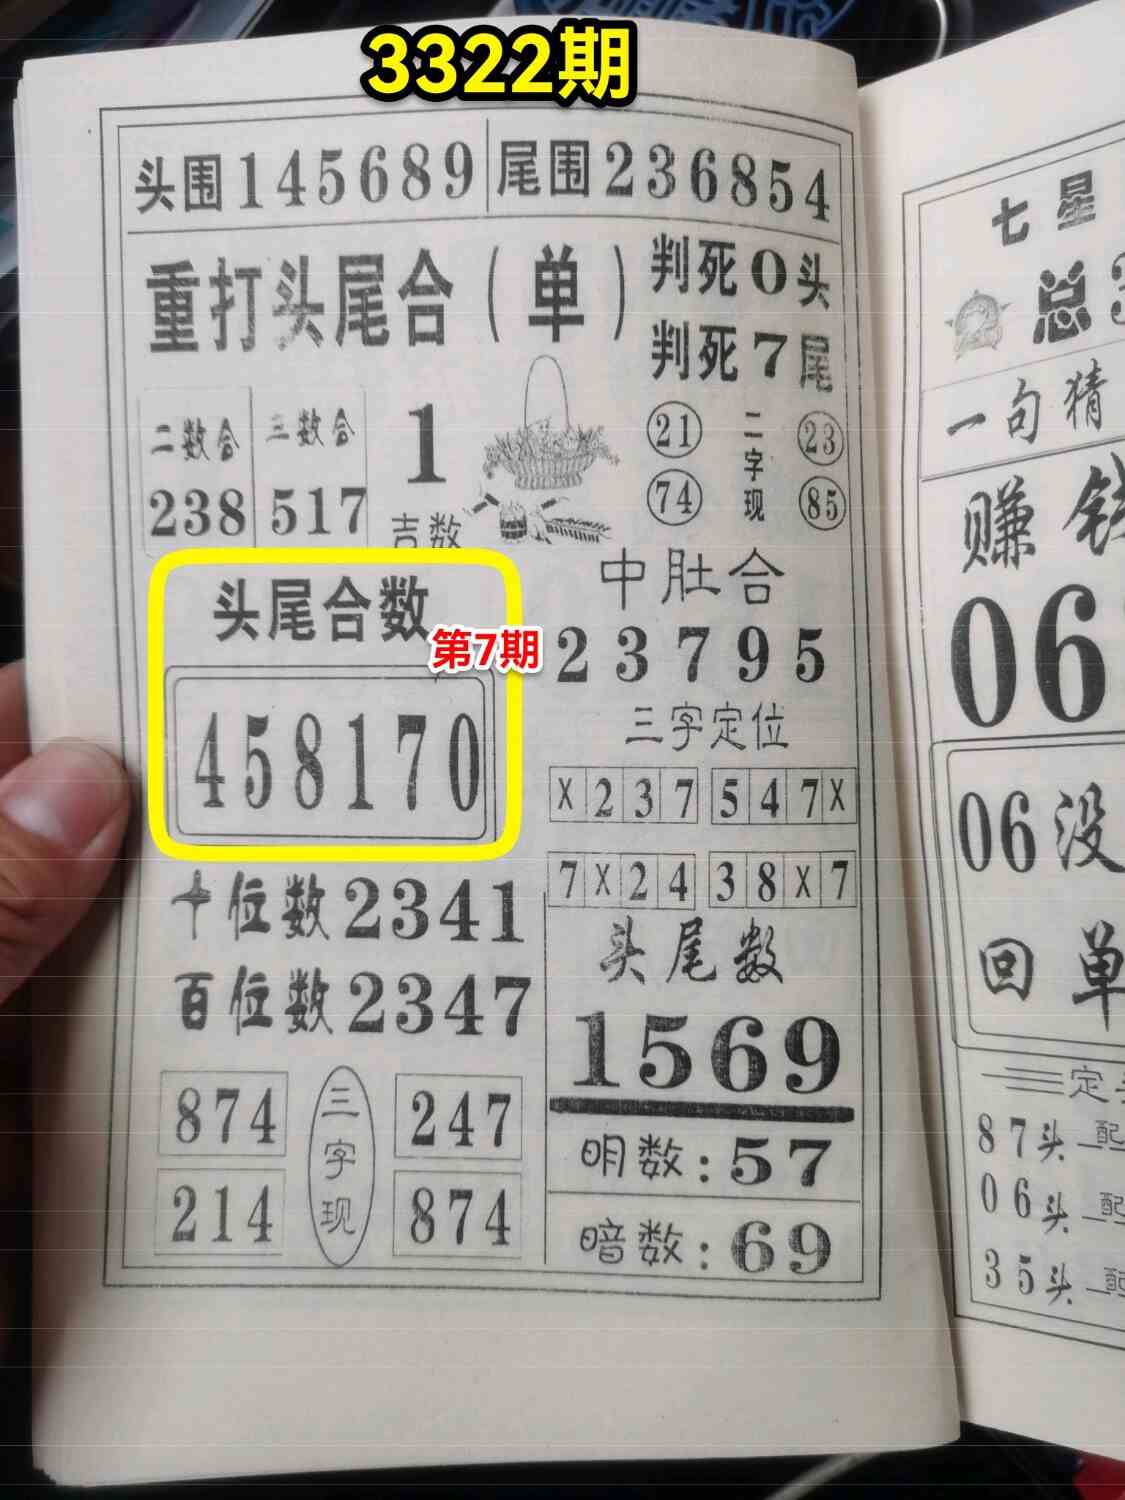 3322期
头围145689
尾围236854
重打头尾合(单)
判死0头
判死7尾
二数合
238
三数合
517
1
吉数
21
74
二字现
23
85
头尾合数
第7期
458170
中肚合
23795
三字定位
X237
547X
7X24
38X7
十位数2341
百位数2347
头尾数
1569
明数:57
暗数:69
874
214
三字现
247
874
七星
总
一句猜
赚钱
06
06没
回单
定
87头配
06头配
35头配